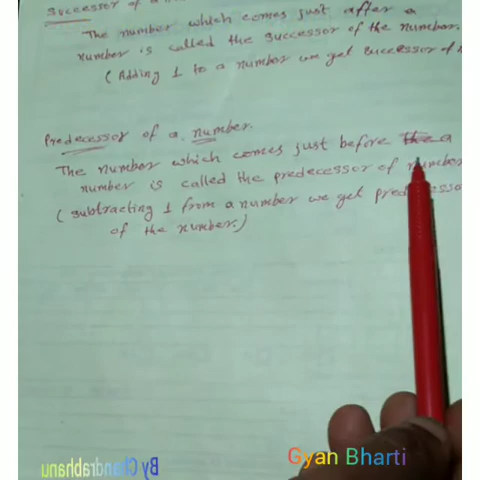 Successor of a
The number which comes just after a
number is called the successor of the number.
(Adding 1 to a number we get successor of
Predecessor of a number.
The number which comes just before a
number is called the predecessor of number
(Subtracting 1 from a number we get predecessor
of the number.)
By Chandrabhanu
Gyan Bharti